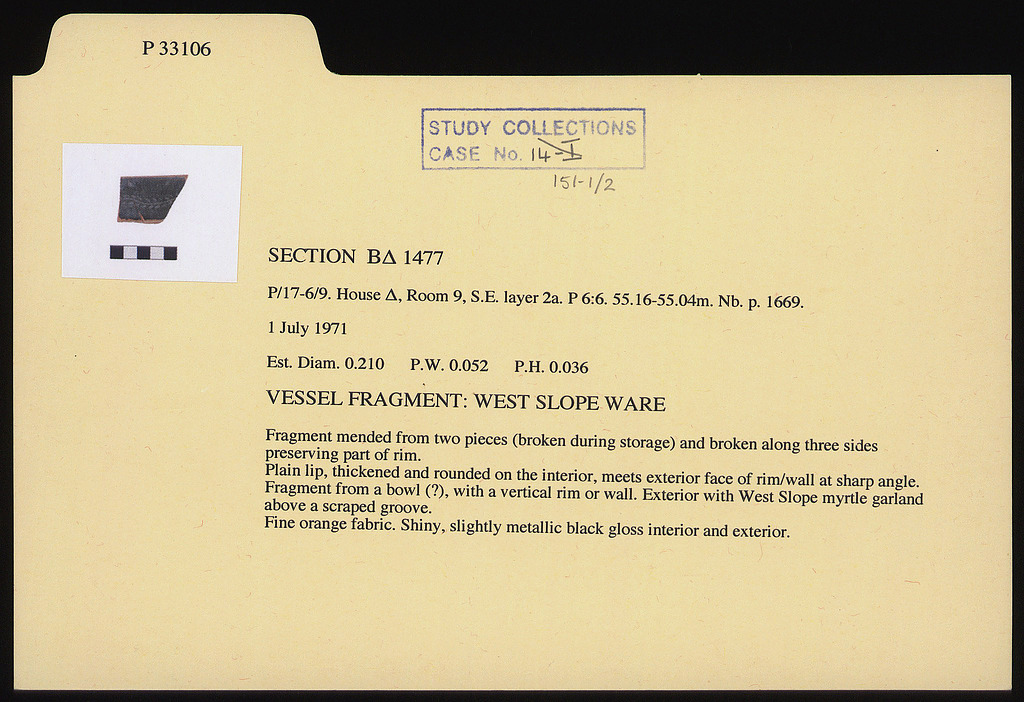 P 33106
STUDY COLLECTIONS
CASE No. 14-I
151-1/2
SECTION BΔ 1477
P/17-6/9. House Δ, Room 9, S.E. layer 2a. P 6:6. 55.16-55.04m. Nb. p. 1669.
1 July 1971
Est. Diam. 0.210 P.W. 0.052 P.H. 0.036
VESSEL FRAGMENT: WEST SLOPE WARE
Fragment mended from two pieces (broken during storage) and broken along three sides
preserving part of rim.
Plain lip, thickened and rounded on the interior, meets exterior face of rim/wall at sharp angle.
Fragment from a bowl (?), with a vertical rim or wall. Exterior with West Slope myrtle garland
above a scraped groove.
Fine orange fabric. Shiny, slightly metallic black gloss interior and exterior.